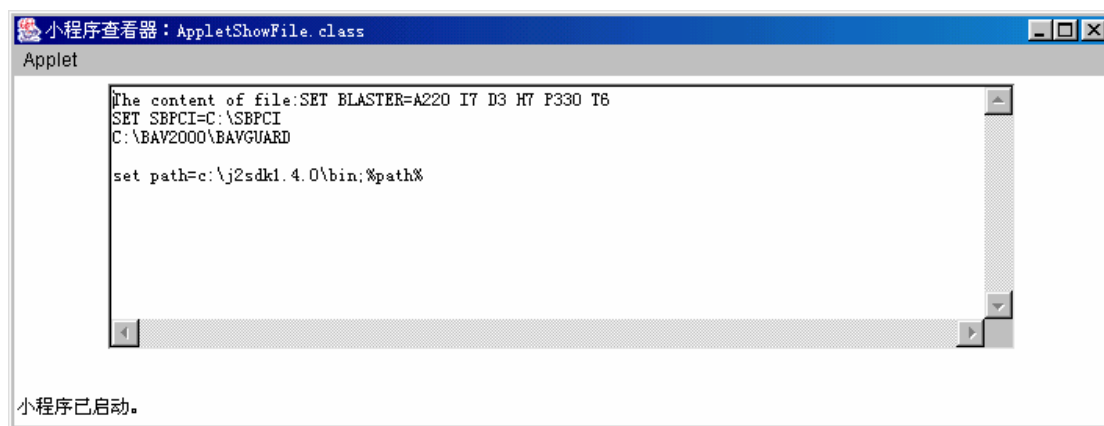 小程序查看器：AppletShowFile.class
Applet
The content of file:SET BLASTER=A220 I7 D3 H7 P330 T6
SET SBPCI=C:\SBPCI
C:\BAV2000\BAVGUARD
set path=c:\j2sdk1.4.0\bin;%path%
小程序已启动。